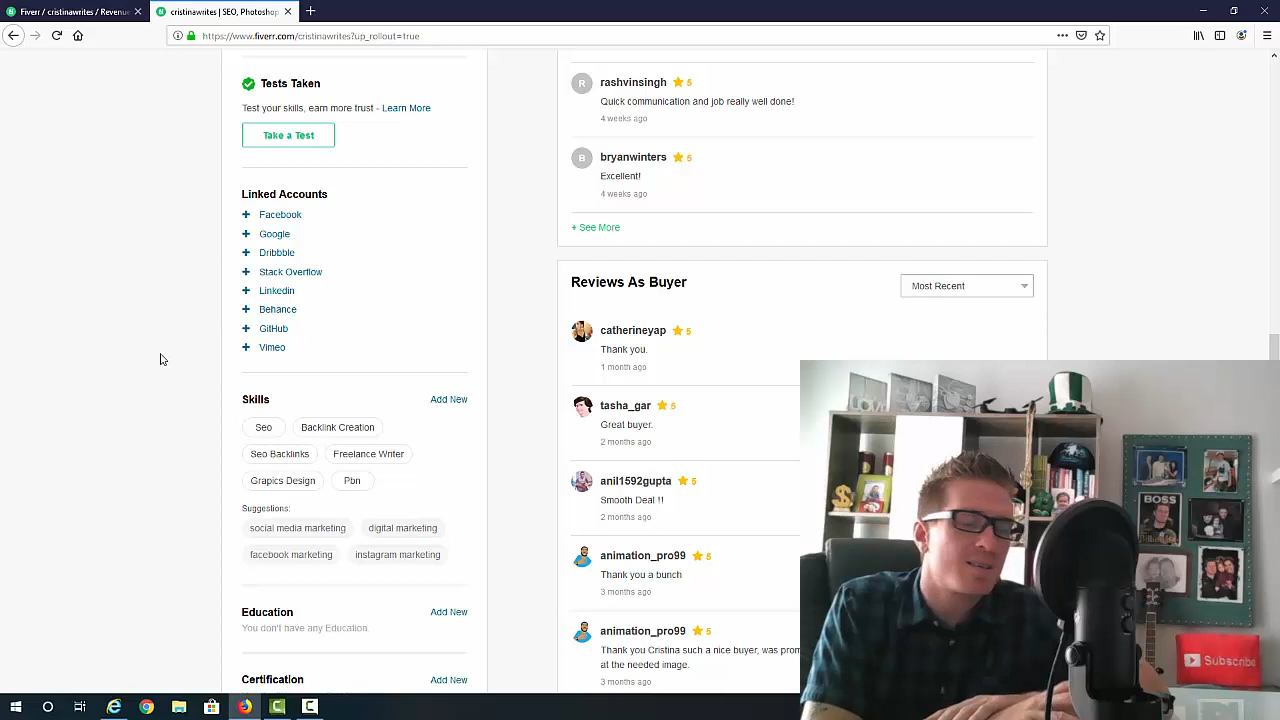 Fiverr / cristinawrites / Revenue
cristinawrites | SEO, Photoshop
https://www.fiverr.com/cristinawrites?up_rollout=true
Tests Taken
Test your skills, earn more trust - Learn More
Take a Test
Linked Accounts
Facebook
Google
Dribbble
Stack Overflow
Linkedin
Behance
GitHub
Vimeo
Skills
Add New
Seo
Backlink Creation
Seo Backlinks
Freelance Writer
Grapics Design
Pbn
Suggestions:
social media marketing
digital marketing
facebook marketing
instagram marketing
Education
Add New
You don't have any Education.
Certification
Add New
R
rashvinsingh 5
Quick communication and job really well done!
4 weeks ago
B
bryanwinters 5
Excellent!
4 weeks ago
+ See More
Reviews As Buyer
Most Recent
catherineyap 5
Thank you.
1 month ago
tasha_gar 5
Great buyer.
2 months ago
anil1592gupta 5
Smooth Deal !!
2 months ago
animation_pro99 5
Thank you a bunch
3 months ago
animation_pro99 5
Thank you Cristina such a nice buyer, was prom
at the needed image.
3 months ago
LOVE
BOSS
Subscribe